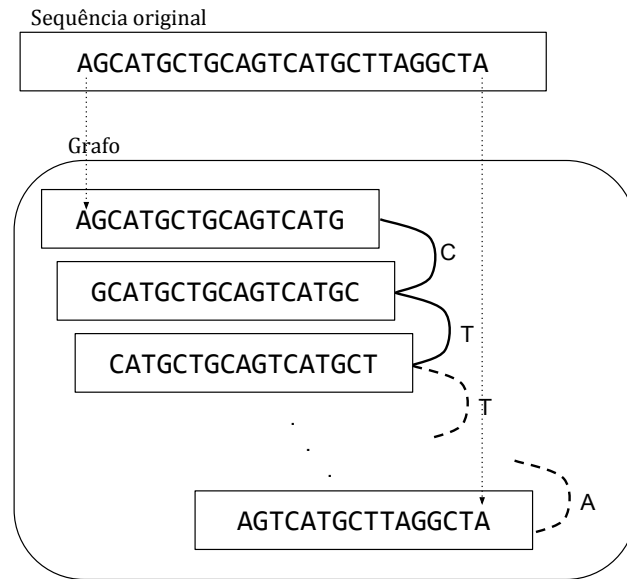 Sequência original
AGCATGCTGCAGTCATGCTTAGGCTA
Grafo
AGCATGCTGCAGTCATG
C
GCATGCTGCAGTCATGC
T
CATGCTGCAGTCATGCT
T
. . .
A
AGTCATGCTTAGGCTA